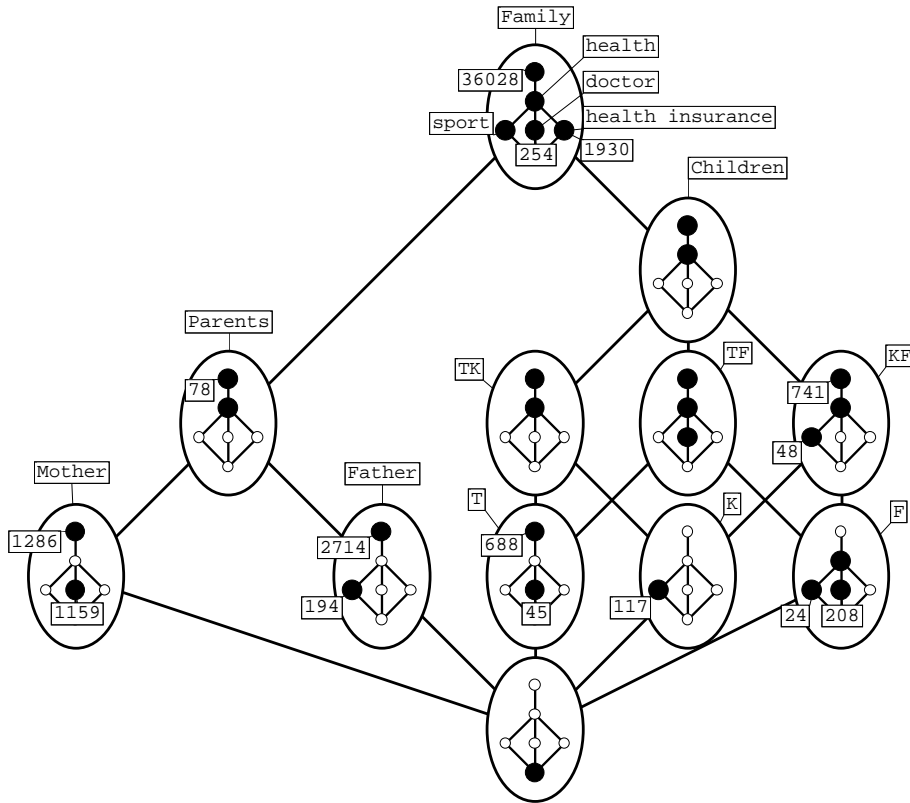 Family
health
36028
doctor
sport
health insurance
254
1930
Children
Parents
TK
TF
KF
78
741
48
Mother
Father
T
K
F
1286
2714
688
1159
194
45
117
24
208